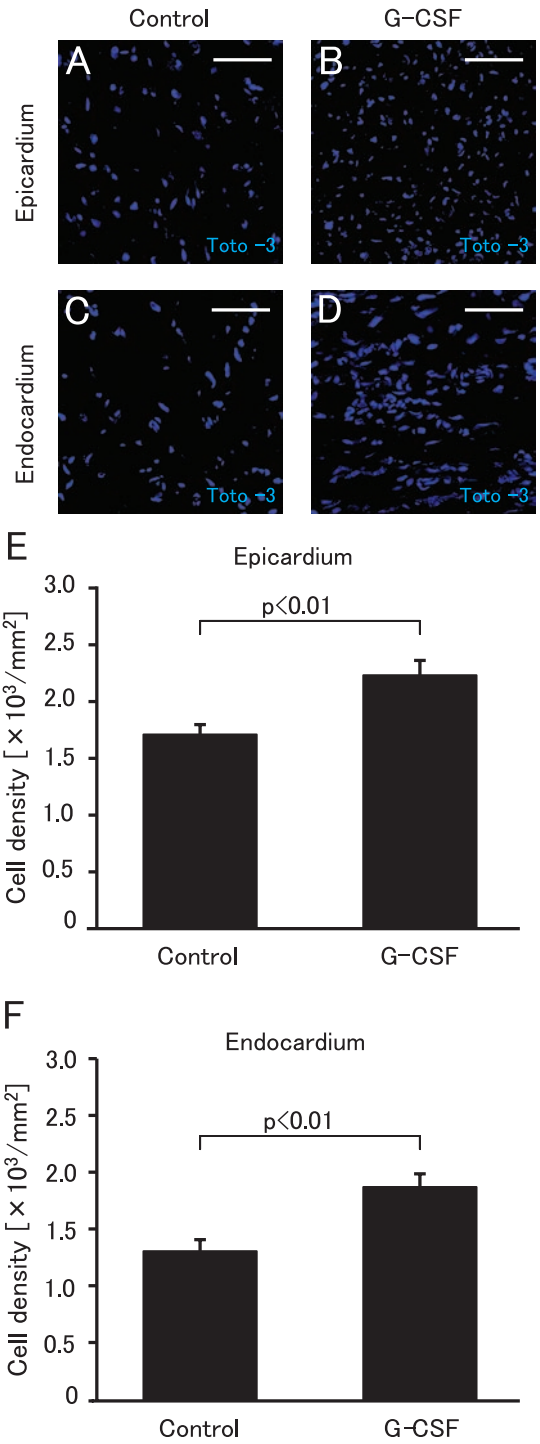 Control
G-CSF
Epicardium
A
Toto -3
B
Toto -3
Endocardium
C
Toto -3
D
Toto -3
E
Epicardium
Cell density [ × 10³/mm²]
3.0
2.5
2.0
1.5
1.0
0.5
0
p<0.01
Control
G-CSF
F
Endocardium
Cell density [ × 10³/mm²]
3.0
2.5
2.0
1.5
1.0
0.5
0
p<0.01
Control
G-CSF